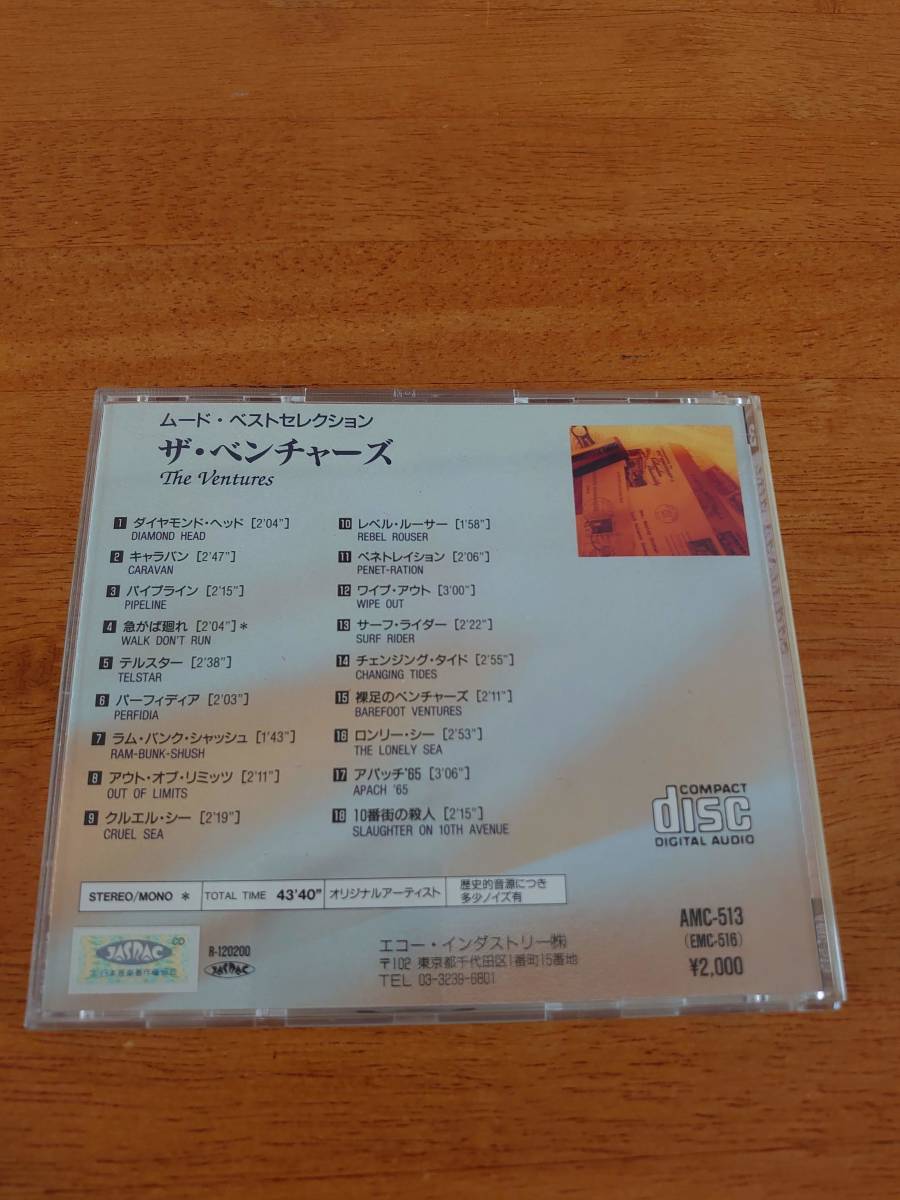 ムード・ベストセレクション
ザ・ベンチャーズ
The Ventures
1 ダイヤモンド・ヘッド [2'04"]
DIAMOND HEAD
2 キャラバン [2'47"]
CARAVAN
3 パイプライン [2'15"]
PIPELINE
4 急がば廻れ [2'04"]*
WALK DON'T RUN
5 テルスター [2'38"]
TELSTAR
6 パーフィディア [2'03"]
PERFIDIA
7 ラム・バンク・シャッシュ [1'43"]
RAM-BUNK-SHUSH
8 アウト・オブ・リミッツ [2'11"]
OUT OF LIMITS
9 クルエル・シー [2'19"]
CRUEL SEA
10 レベル・ルーサー [1'58"]
REBEL ROUSER
11 ペネトレイション [2'06"]
PENET-RATION
12 ワイプ・アウト [3'00"]
WIPE OUT
13 サーフ・ライダー [2'22"]
SURF RIDER
14 チェンジング・タイド [2'55"]
CHANGING TIDES
15 裸足のベンチャーズ [2'11"]
BAREFOOT VENTURES
16 ロンリー・シー [2'53"]
THE LONELY SEA
17 アパッチ'65 [3'06"]
APACH '65
18 10番街の殺人 [2'15"]
SLAUGHTER ON 10TH AVENUE
COMPACT
disc
DIGITAL AUDIO
STEREO/MONO *
TOTAL TIME 43'40"
オリジナルアーティスト
歴史的音源につき
多少ノイズ有
JASRAC
CD
R-120200
JASRAC
エコー・インダストリー㈱
〒102 東京都千代田区1番町15番地
TEL 03-3239-6801
AMC-513
(EMC-516)
¥2,000